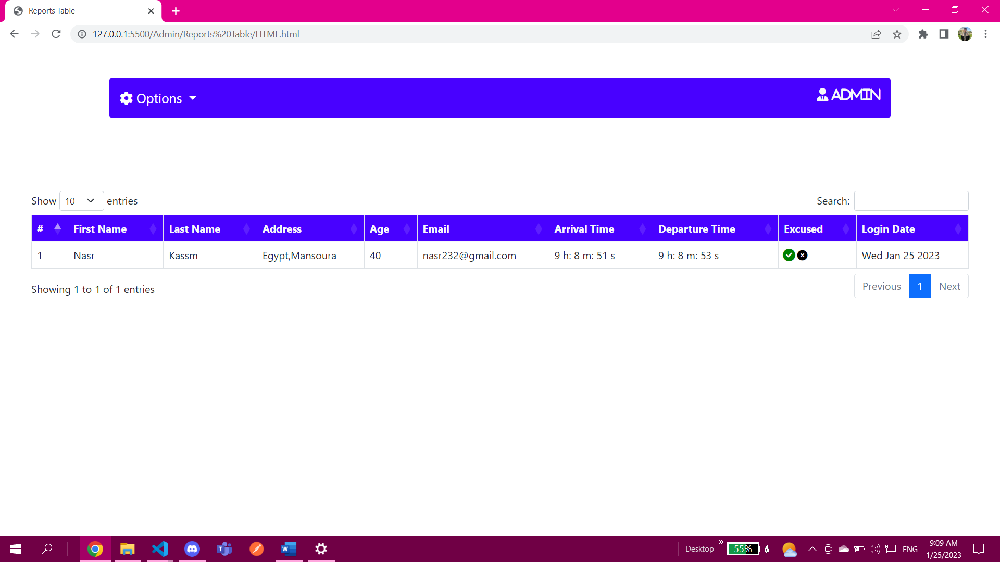 Reports Table
127.0.0.1:5500/Admin/Reports%20Table/HTML.html
Options
ADMIN
Show 10 entries
Search:
# First Name Last Name Address Age Email Arrival Time Departure Time Excused Login Date
1 Nasr Kassm Egypt,Mansoura 40 nasr232@gmail.com 9 h: 8 m: 51 s 9 h: 8 m: 53 s Wed Jan 25 2023
Showing 1 to 1 of 1 entries
Previous 1 Next
Desktop
55%
ENG
9:09 AM
1/25/2023